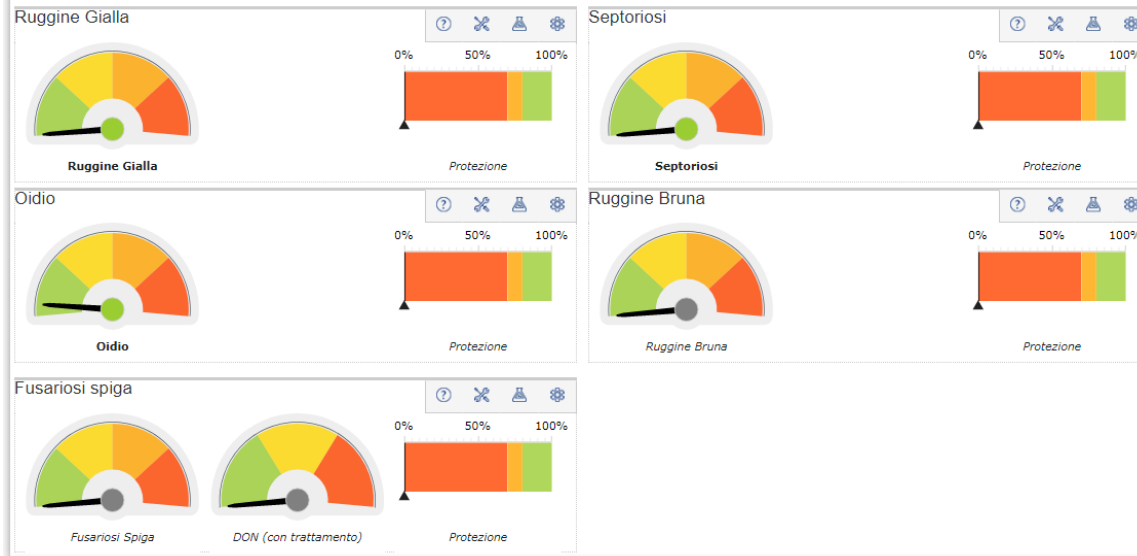 Ruggine Gialla
0% 50% 100%
Ruggine Gialla
Protezione
Septoriosi
0% 50% 100%
Septoriosi
Protezione
Oidio
0% 50% 100%
Oidio
Protezione
Ruggine Bruna
0% 50% 100%
Ruggine Bruna
Protezione
Fusariosi spiga
0% 50% 100%
Fusariosi Spiga
DON (con trattamento)
Protezione